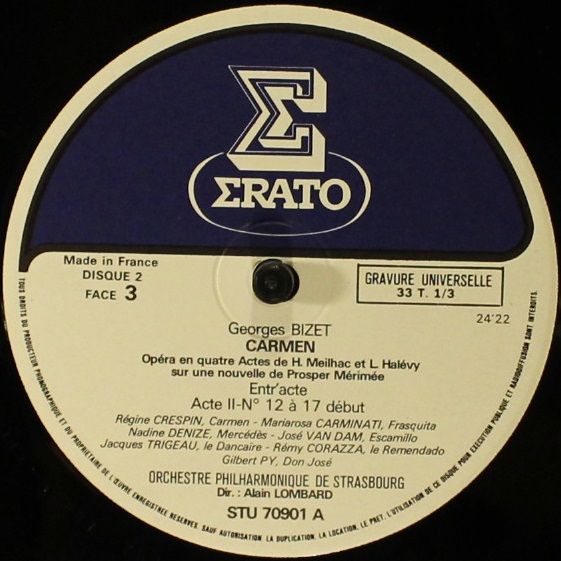 Σ
ΣRATO
Made in France
DISQUE 2
FACE 3
GRAVURE UNIVERSELLE
33 T. 1/3
24'22
Georges BIZET
CARMEN
Opéra en quatre Actes de H. Meilhac et L. Halévy
sur une nouvelle de Prosper Mérimée
Entr'acte
Acte II-N° 12 à 17 début
Régine CRESPIN, Carmen - Mariarosa CARMINATI, Frasquita
Nadine DENIZE, Mercédès - José VAN DAM, Escamillo
Jacques TRIGEAU, le Dancaire - Rémy CORAZZA, le Remendado
Gilbert PY, Don José
ORCHESTRE PHILHARMONIQUE DE STRASBOURG
Dir. : Alain LOMBARD
STU 70901 A
TOUS DROITS DU PRODUCTEUR PHONOGRAPHIQUE ET DU PROPRIETAIRE DE L'ŒUVRE ENREGISTREE RESERVES. SAUF AUTORISATION, LA DUPLICATION, LA LOCATION, LE PRET, L'UTILISATION DE CE DISQUE POUR EXECUTION PUBLIQUE ET RADIODIFFUSION SONT INTERDITES.